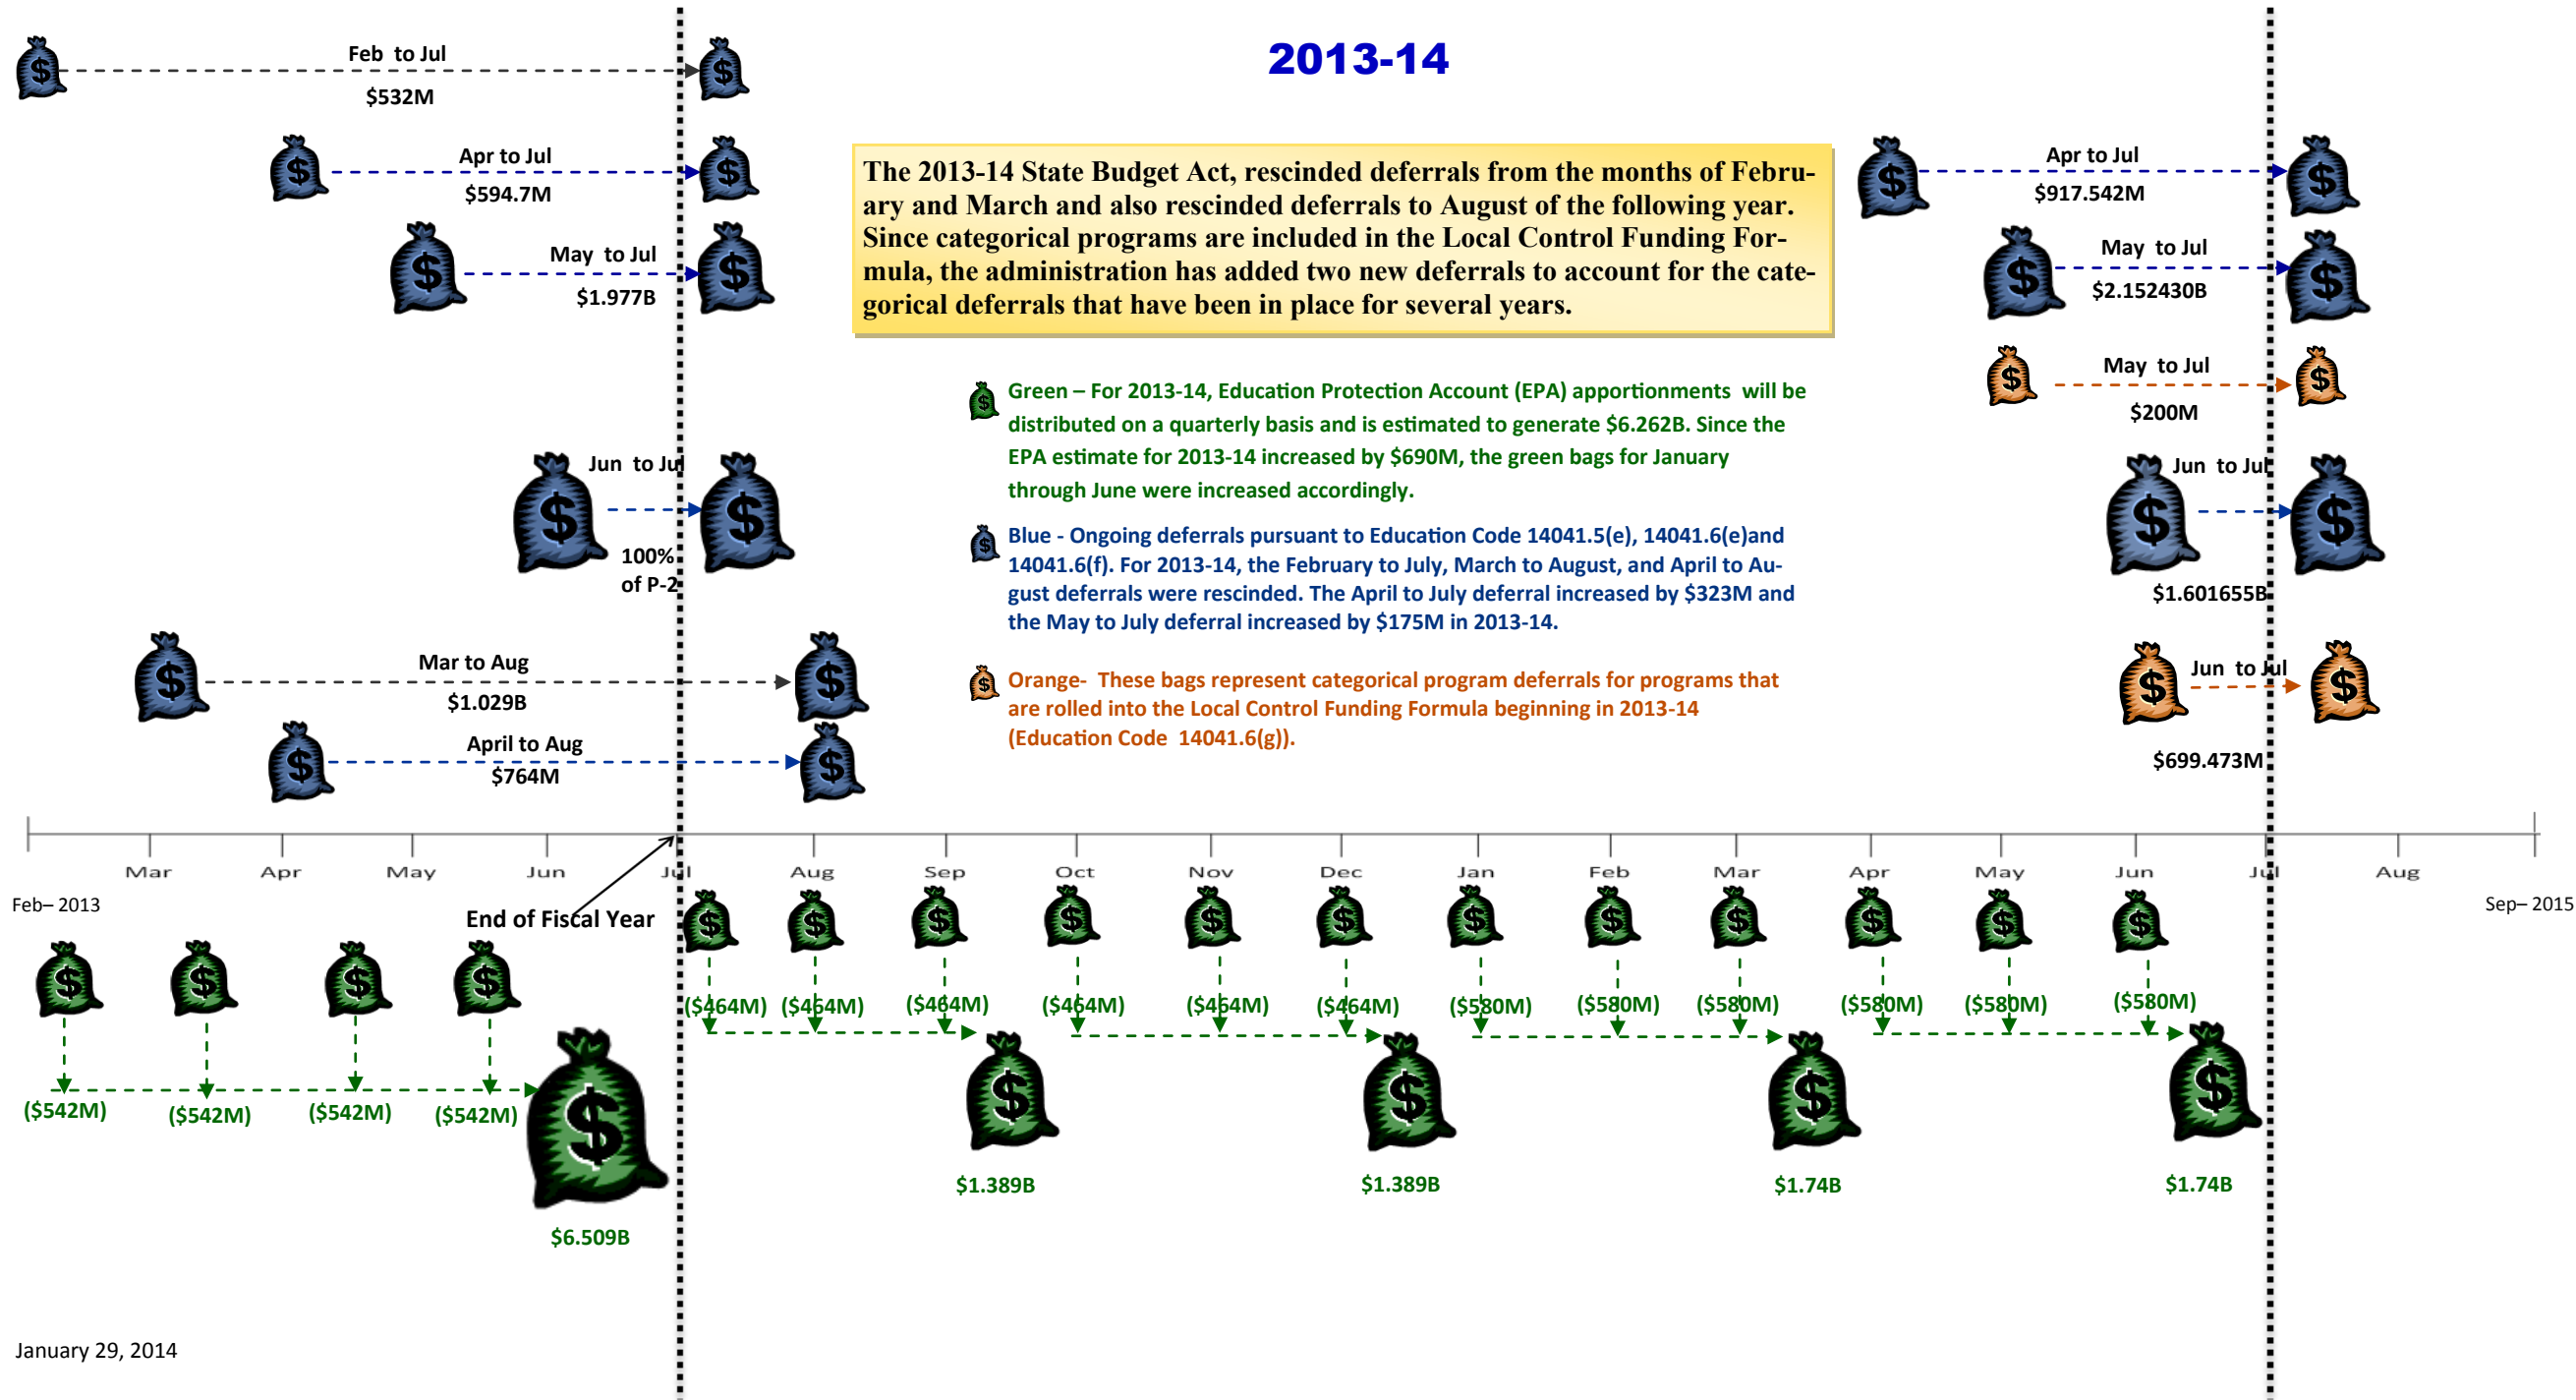 2013-14
Feb to Jul
$532M
Apr to Jul
$594.7M
May to Jul
$1.977B
Jun to Jul
100%
of P-2
Mar to Aug
$1.029B
April to Aug
$764M
The 2013-14 State Budget Act, rescinded deferrals from the months of Febru-
ary and March and also rescinded deferrals to August of the following year.
Since categorical programs are included in the Local Control Funding For-
mula, the administration has added two new deferrals to account for the cate-
gorical deferrals that have been in place for several years.
Green – For 2013-14, Education Protection Account (EPA) apportionments will be
distributed on a quarterly basis and is estimated to generate $6.262B. Since the
EPA estimate for 2013-14 increased by $690M, the green bags for January
through June were increased accordingly.
Blue - Ongoing deferrals pursuant to Education Code 14041.5(e), 14041.6(e)and
14041.6(f). For 2013-14, the February to July, March to August, and April to Au-
gust deferrals were rescinded. The April to July deferral increased by $323M and
the May to July deferral increased by $175M in 2013-14.
Orange- These bags represent categorical program deferrals for programs that
are rolled into the Local Control Funding Formula beginning in 2013-14
(Education Code 14041.6(g)).
Apr to Jul
$917.542M
May to Jul
$2.152430B
May to Jul
$200M
Jun to Jul
$1.601655B
Jun to Jul
$699.473M
Mar Apr May Jun Jul Aug Sep Oct Nov Dec Jan Feb Mar Apr May Jun Jul Aug
Feb– 2013
End of Fiscal Year
Sep– 2015
($464M) ($464M) ($464M) ($464M) ($464M) ($464M) ($580M) ($580M) ($580M) ($580M) ($580M) ($580M)
($542M) ($542M) ($542M) ($542M)
$1.389B $1.389B $1.74B $1.74B
$6.509B
January 29, 2014